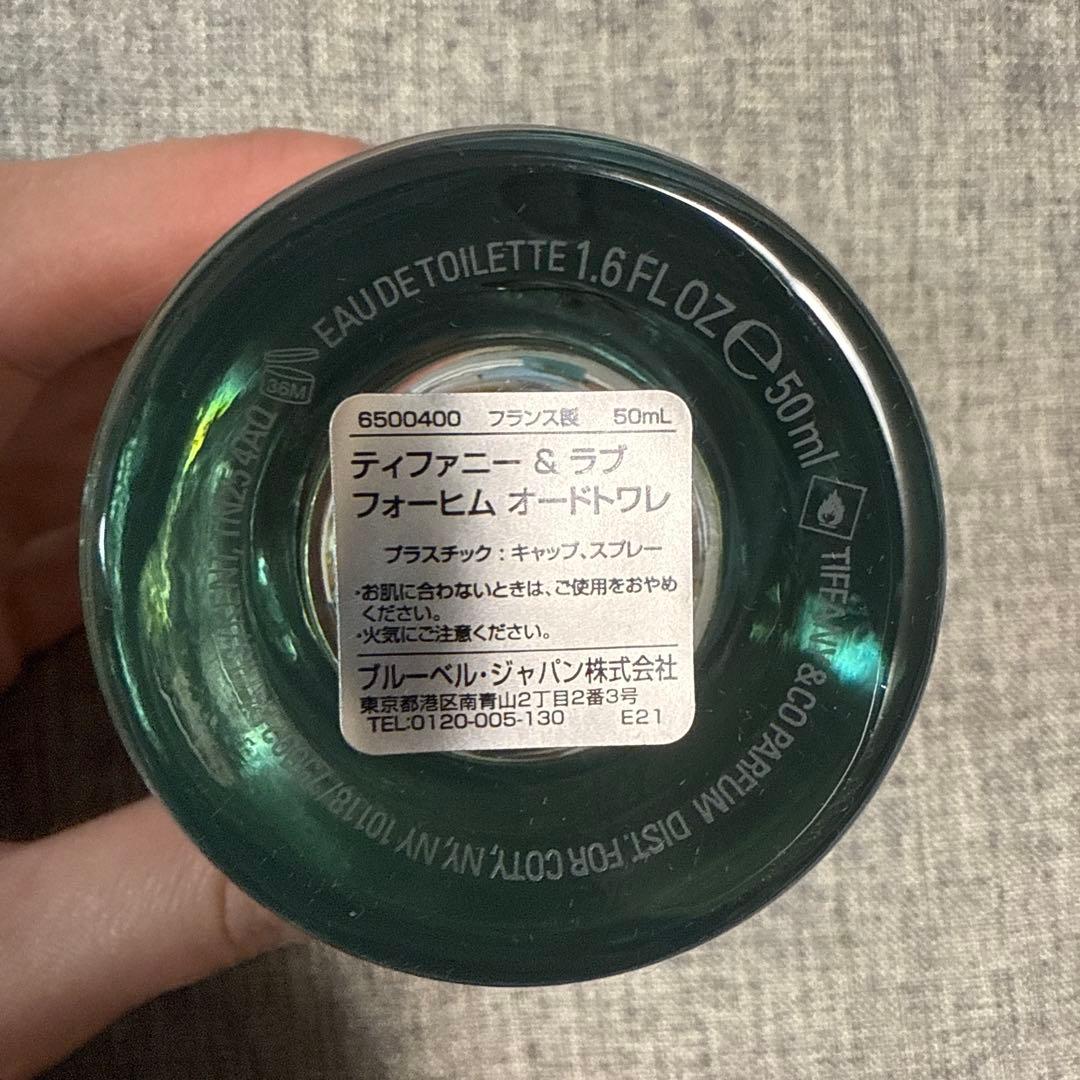 EAU DE TOILETTE 1.6 FL OZ e 50ml
TIFFANY & CO PARFUM DIST. FOR COTY, NY, NY 10118/
TN23 4AQ
36M
6500400 フランス製 50mL
ティファニー & ラブ
フォーヒム オードトワレ
プラスチック：キャップ、スプレー
・お肌に合わないときは、ご使用をおやめ
ください。
・火気にご注意ください。
ブルーベル・ジャパン株式会社
東京都港区南青山2丁目2番3号
TEL:0120-005-130 E21